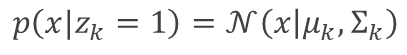 p(x|z_k = 1) = 𝒩(x|μ_k, Σ_k)